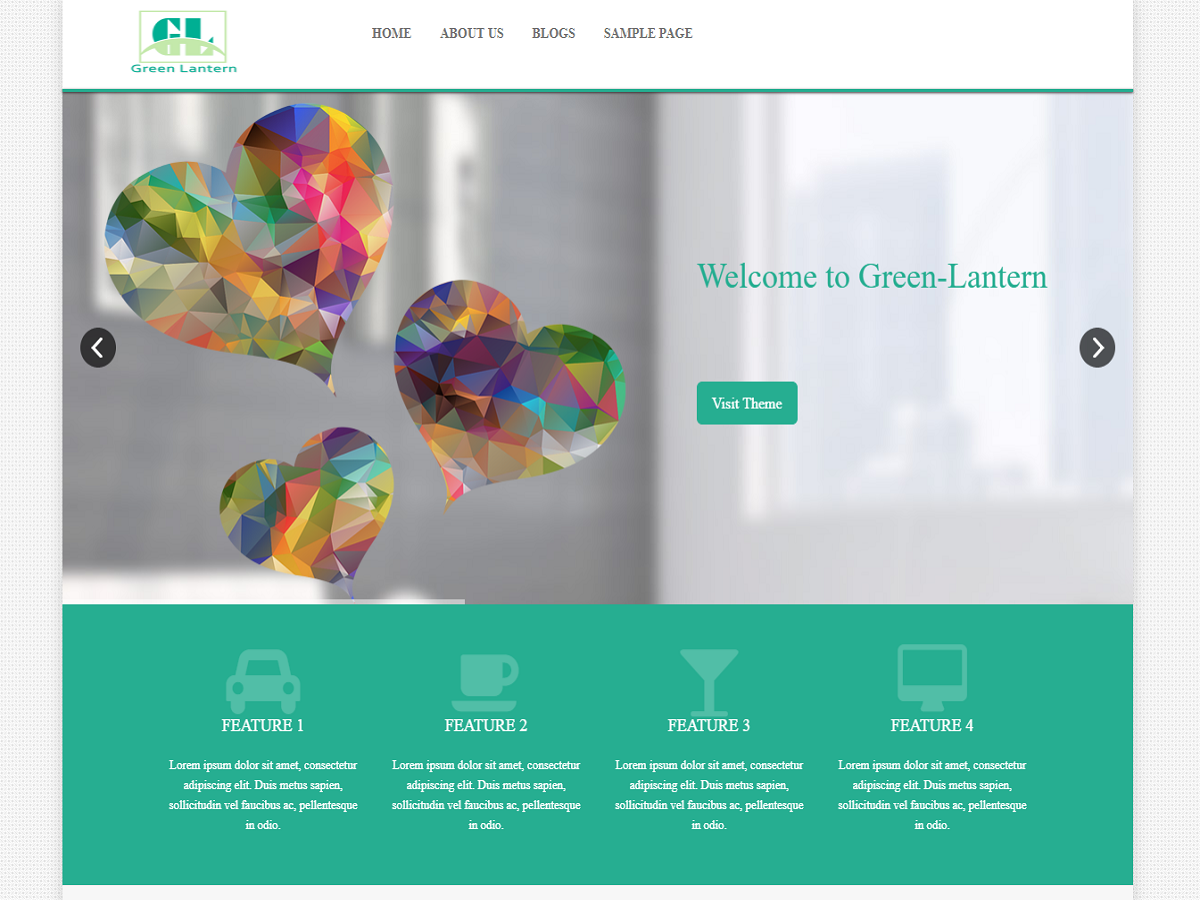 GL
Green Lantern
HOME ABOUT US BLOGS SAMPLE PAGE
Welcome to Green-Lantern
Visit Theme
FEATURE 1
Lorem ipsum dolor sit amet, consectetur
adipiscing elit. Duis metus sapien,
sollicitudin vel faucibus ac, pellentesque
in odio.
FEATURE 2
Lorem ipsum dolor sit amet, consectetur
adipiscing elit. Duis metus sapien,
sollicitudin vel faucibus ac, pellentesque
in odio.
FEATURE 3
Lorem ipsum dolor sit amet, consectetur
adipiscing elit. Duis metus sapien,
sollicitudin vel faucibus ac, pellentesque
in odio.
FEATURE 4
Lorem ipsum dolor sit amet, consectetur
adipiscing elit. Duis metus sapien,
sollicitudin vel faucibus ac, pellentesque
in odio.